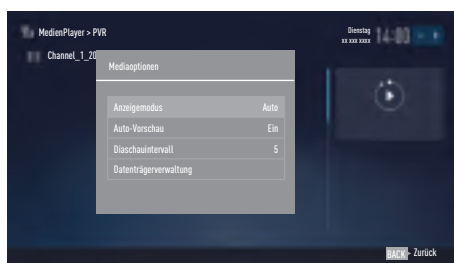 MedienPlayer > PVR
Dienstag
xx xxx xxxx
14:00
Channel_1_20
Mediaoptionen
Anzeigemodus Auto
Auto-Vorschau Ein
Diaschauintervall 5
Datenträgerverwaltung
BACK - Zurück